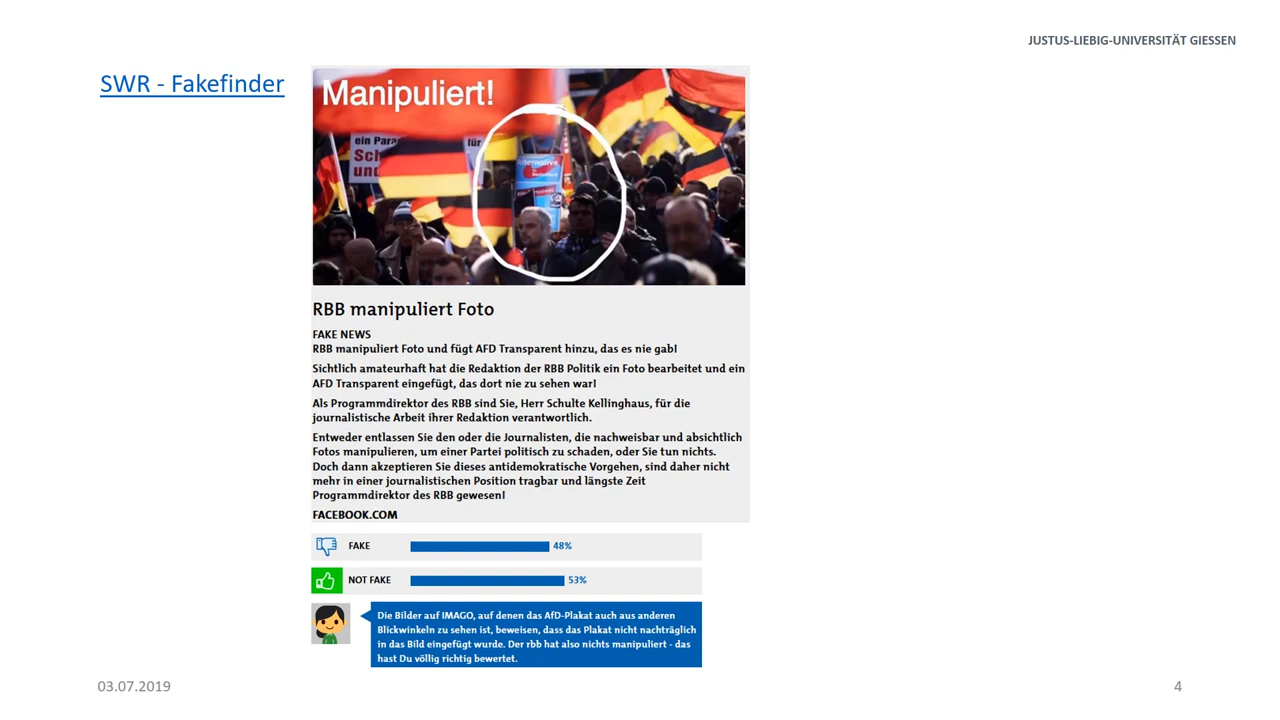 JUSTUS-LIEBIG-UNIVERSITÄT GIESSEN
SWR - Fakefinder
Manipuliert!
ein Para
für
Sch
und
Alternative
für
Deutschland
RBB manipuliert Foto
FAKE NEWS
RBB manipuliert Foto und fügt AFD Transparent hinzu, das es nie gab!
Sichtlich amateurhaft hat die Redaktion der RBB Politik ein Foto bearbeitet und ein
AFD Transparent eingefügt, das dort nie zu sehen war!
Als Programmdirektor des RBB sind Sie, Herr Schulte Kellinghaus, für die
journalistische Arbeit ihrer Redaktion verantwortlich.
Entweder entlassen Sie den oder die Journalisten, die nachweisbar und absichtlich
Fotos manipulieren, um einer Partei politisch zu schaden, oder Sie tun nichts.
Doch dann akzeptieren Sie dieses antidemokratische Vorgehen, sind daher nicht
mehr in einer journalistischen Position tragbar und längste Zeit
Programmdirektor des RBB gewesen!
FACEBOOK.COM
FAKE 48%
NOT FAKE 53%
Die Bilder auf IMAGO, auf denen das AfD-Plakat auch aus anderen
Blickwinkeln zu sehen ist, beweisen, dass das Plakat nicht nachträglich
in das Bild eingefügt wurde. Der rbb hat also nichts manipuliert - das
hast Du völlig richtig bewertet.
03.07.2019
4